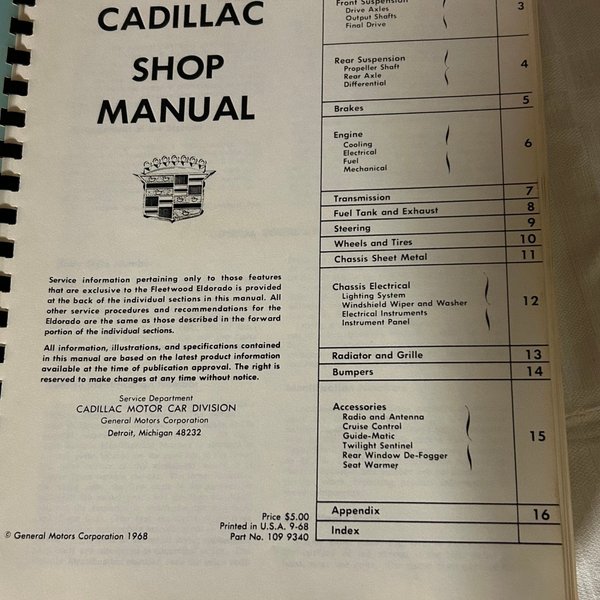 CADILLAC
SHOP
MANUAL
Service information pertaining only to those features
that are exclusive to the Fleetwood Eldorado is provided
at the back of the individual sections in this manual. All
other service procedures and recommendations for the
Eldorado are the same as those described in the forward
portion of the individual sections.
All information, illustrations, and specifications contained
in this manual are based on the latest product information
available at the time of publication approval. The right is
reserved to make changes at any time without notice.
Service Department
CADILLAC MOTOR CAR DIVISION
General Motors Corporation
Detroit, Michigan 48232
© General Motors Corporation 1968
Price $5.00
Printed in U.S.A. 9-68
Part No. 109 9340
Front Suspension
Drive Axles
Output Shafts
Final Drive
3
Rear Suspension
Propeller Shaft
Rear Axle
Differential
4
Brakes 5
Engine
Cooling
Electrical
Fuel
Mechanical
6
Transmission 7
Fuel Tank and Exhaust 8
Steering 9
Wheels and Tires 10
Chassis Sheet Metal 11
Chassis Electrical
Lighting System
Windshield Wiper and Washer
Electrical Instruments
Instrument Panel
12
Radiator and Grille 13
Bumpers 14
Accessories
Radio and Antenna
Cruise Control
Guide-Matic
Twilight Sentinel
Rear Window De-Fogger
Seat Warmer
15
Appendix 16
Index